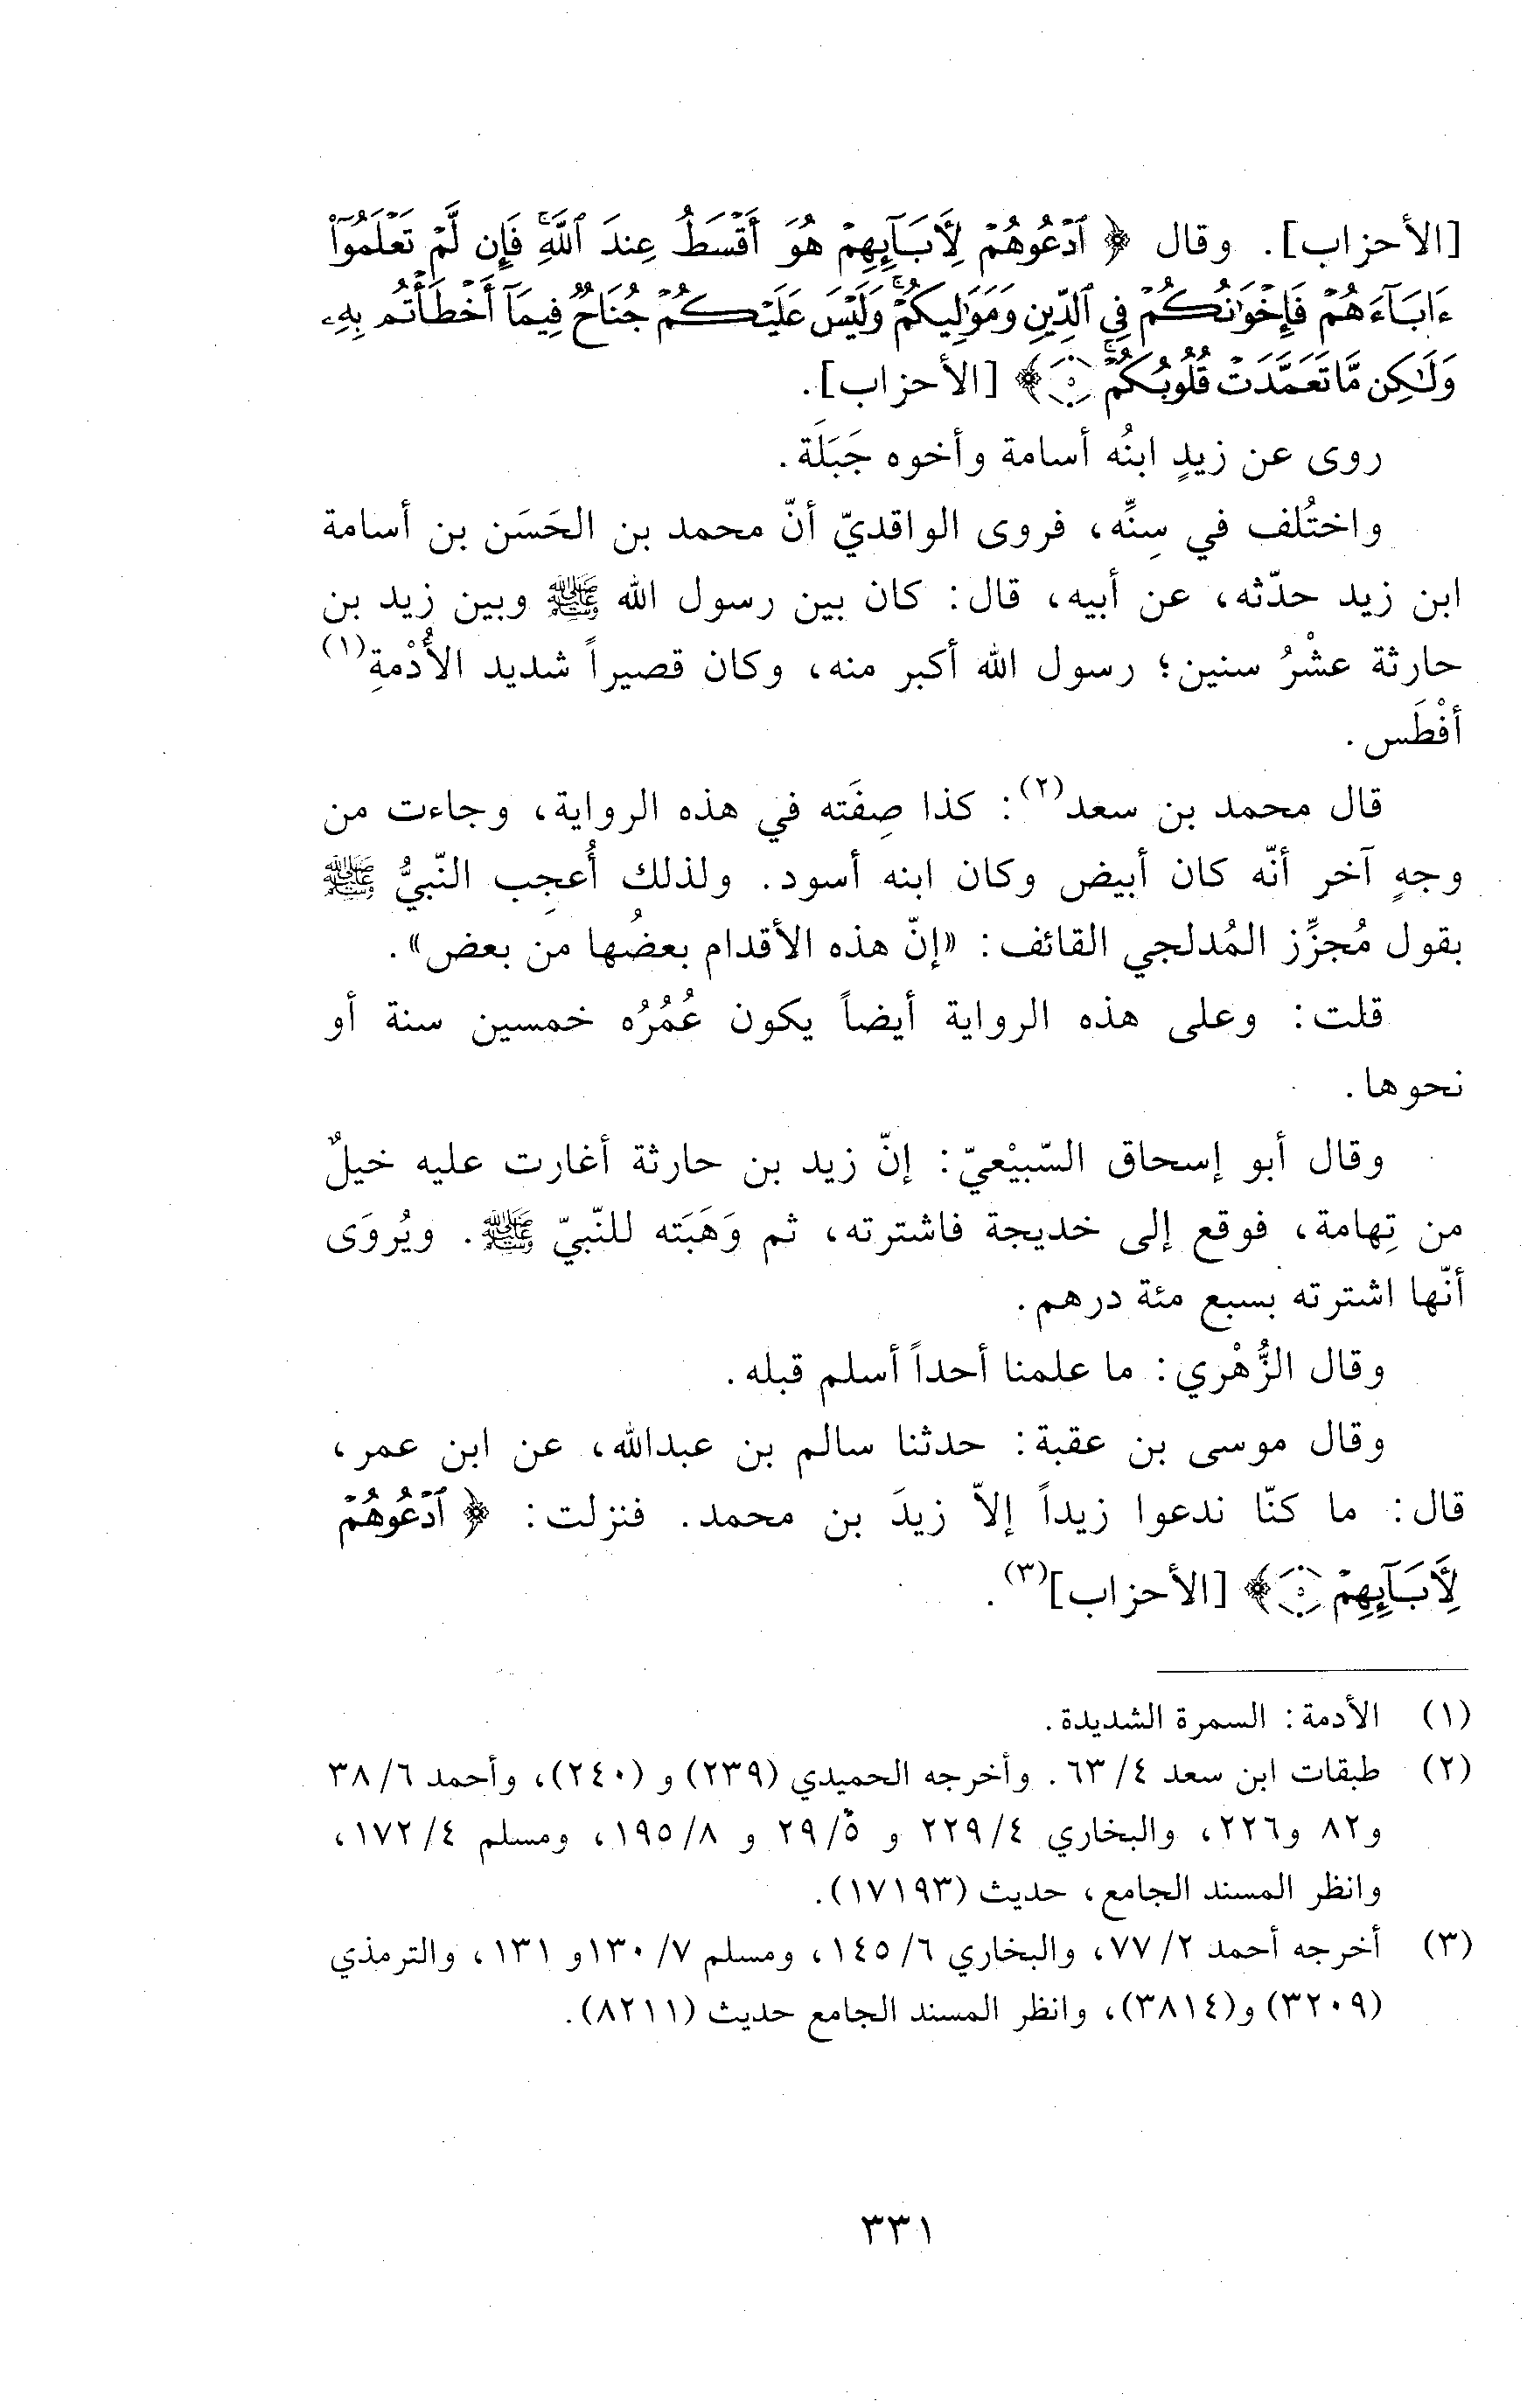 [الأحزاب]. وقال ﴿ ٱدۡعُوهُمۡ لِأٓبَآئِهِمۡ هُوَ أَقۡسَطُ عِندَ ٱللَّهِۚ فَإِن لَّمۡ تَعۡلَمُوٓاْ
ءَابَآءَهُمۡ فَإِخۡوَٰنُكُمۡ فِي ٱلدِّينِ وَمَوَٰلِيكُمۡۚ وَلَيۡسَ عَلَيۡكُمۡ جُنَاحٞ فِيمَآ أَخۡطَأۡتُم بِهِۦ
وَلَٰكِن مَّا تَعَمَّدَتۡ قُلُوبُكُمۡۚ ۝٥ ﴾ [الأحزاب].
روى عن زيدٍ ابنُه أسامة وأخوه جَبَلَة.
واختُلف في سِنِّه، فروى الواقديّ أنّ محمد بن الحَسَن بن أسامة
ابن زيد حدّثه، عن أبيه، قال: كان بين رسول الله ﷺ وبين زيد بن
حارثة عشْرُ سنين؛ رسول الله أكبر منه، وكان قصيراً شديد الأُدْمةِ(١)
أفْطَس.
قال محمد بن سعد(٢): كذا صِفَته في هذه الرواية، وجاءت من
وجهٍ آخر أنّه كان أبيض وكان ابنه أسود. ولذلك أُعجِب النّبيُّ ﷺ
بقول مُجزِّز المُدلجي القائف: «إنّ هذه الأقدام بعضُها من بعض».
قلت: وعلى هذه الرواية أيضاً يكون عُمُرُه خمسين سنة أو
نحوها.
وقال أبو إسحاق السّبيْعيّ: إنّ زيد بن حارثة أغارت عليه خيلٌ
من تِهامة، فوقع إلى خديجة فاشترته، ثم وَهَبَته للنّبيّ ﷺ. ويُروَى
أنّها اشترته بسبع مئة درهم.
وقال الزُّهْري: ما علمنا أحداً أسلم قبله.
وقال موسى بن عقبة: حدثنا سالم بن عبدالله، عن ابن عمر،
قال: ما كنّا ندعوا زيداً إلاّ زيدَ بن محمد. فنزلت: ﴿ ٱدۡعُوهُمۡ
لِأٓبَآئِهِمۡ ۝٥ ﴾ [الأحزاب](٣).
(١) الأدمة: السمرة الشديدة.
(٢) طبقات ابن سعد ٤/ ٦٣. وأخرجه الحميدي (٢٣٩) و (٢٤٠)، وأحمد ٦/ ٣٨
و٨٢ و٢٢٦، والبخاري ٤/ ٢٢٩ و ٥/ ٢٩ و ٨/ ١٩٥، ومسلم ٤/ ١٧٢،
وانظر المسند الجامع، حديث (١٧١٩٣).
(٣) أخرجه أحمد ٢/ ٧٧، والبخاري ٦/ ١٤٥، ومسلم ٧/ ١٣٠و ١٣١، والترمذي
(٣٢٠٩) و(٣٨١٤)، وانظر المسند الجامع حديث (٨٢١١).
٣٣١